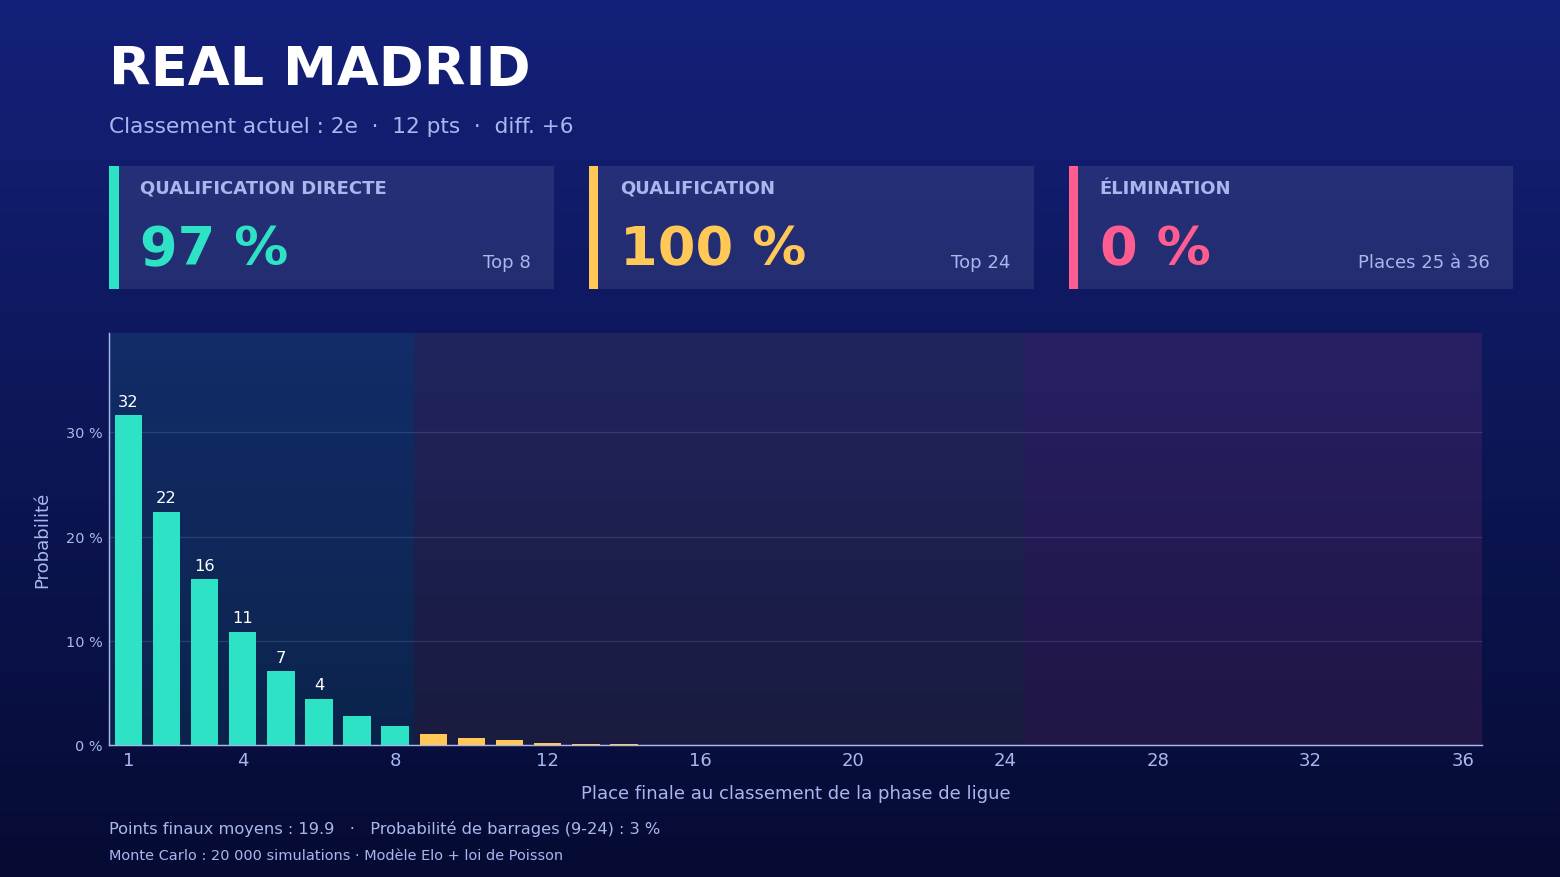 REAL MADRID
Classement actuel : 2e · 12 pts · diff. +6
QUALIFICATION DIRECTE
97 %
Top 8
QUALIFICATION
100 %
Top 24
ÉLIMINATION
0 %
Places 25 à 36
Probabilité
30 %
20 %
10 %
0 %
32
22
16
11
7
4
1 4 8 12 16 20 24 28 32 36
Place finale au classement de la phase de ligue
Points finaux moyens : 19.9 · Probabilité de barrages (9-24) : 3 %
Monte Carlo : 20 000 simulations · Modèle Elo + loi de Poisson